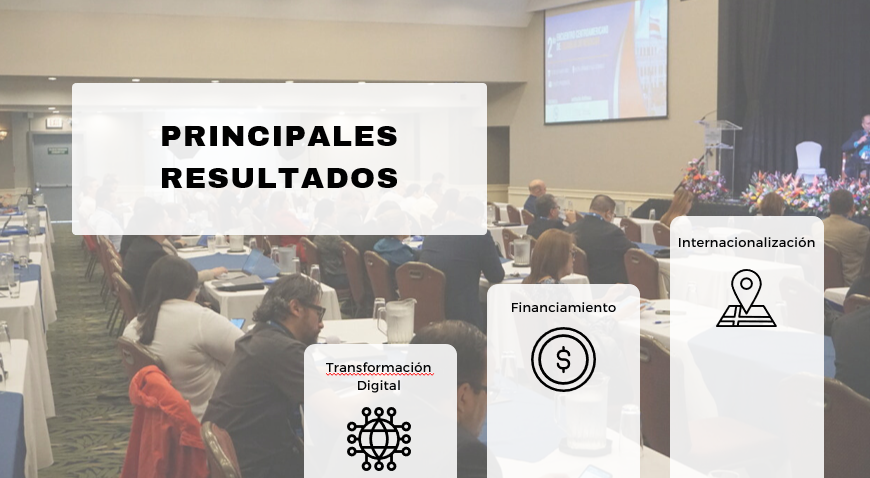 PRINCIPALES
RESULTADOS
Internacionalización
Financiamiento
Transformación
Digital